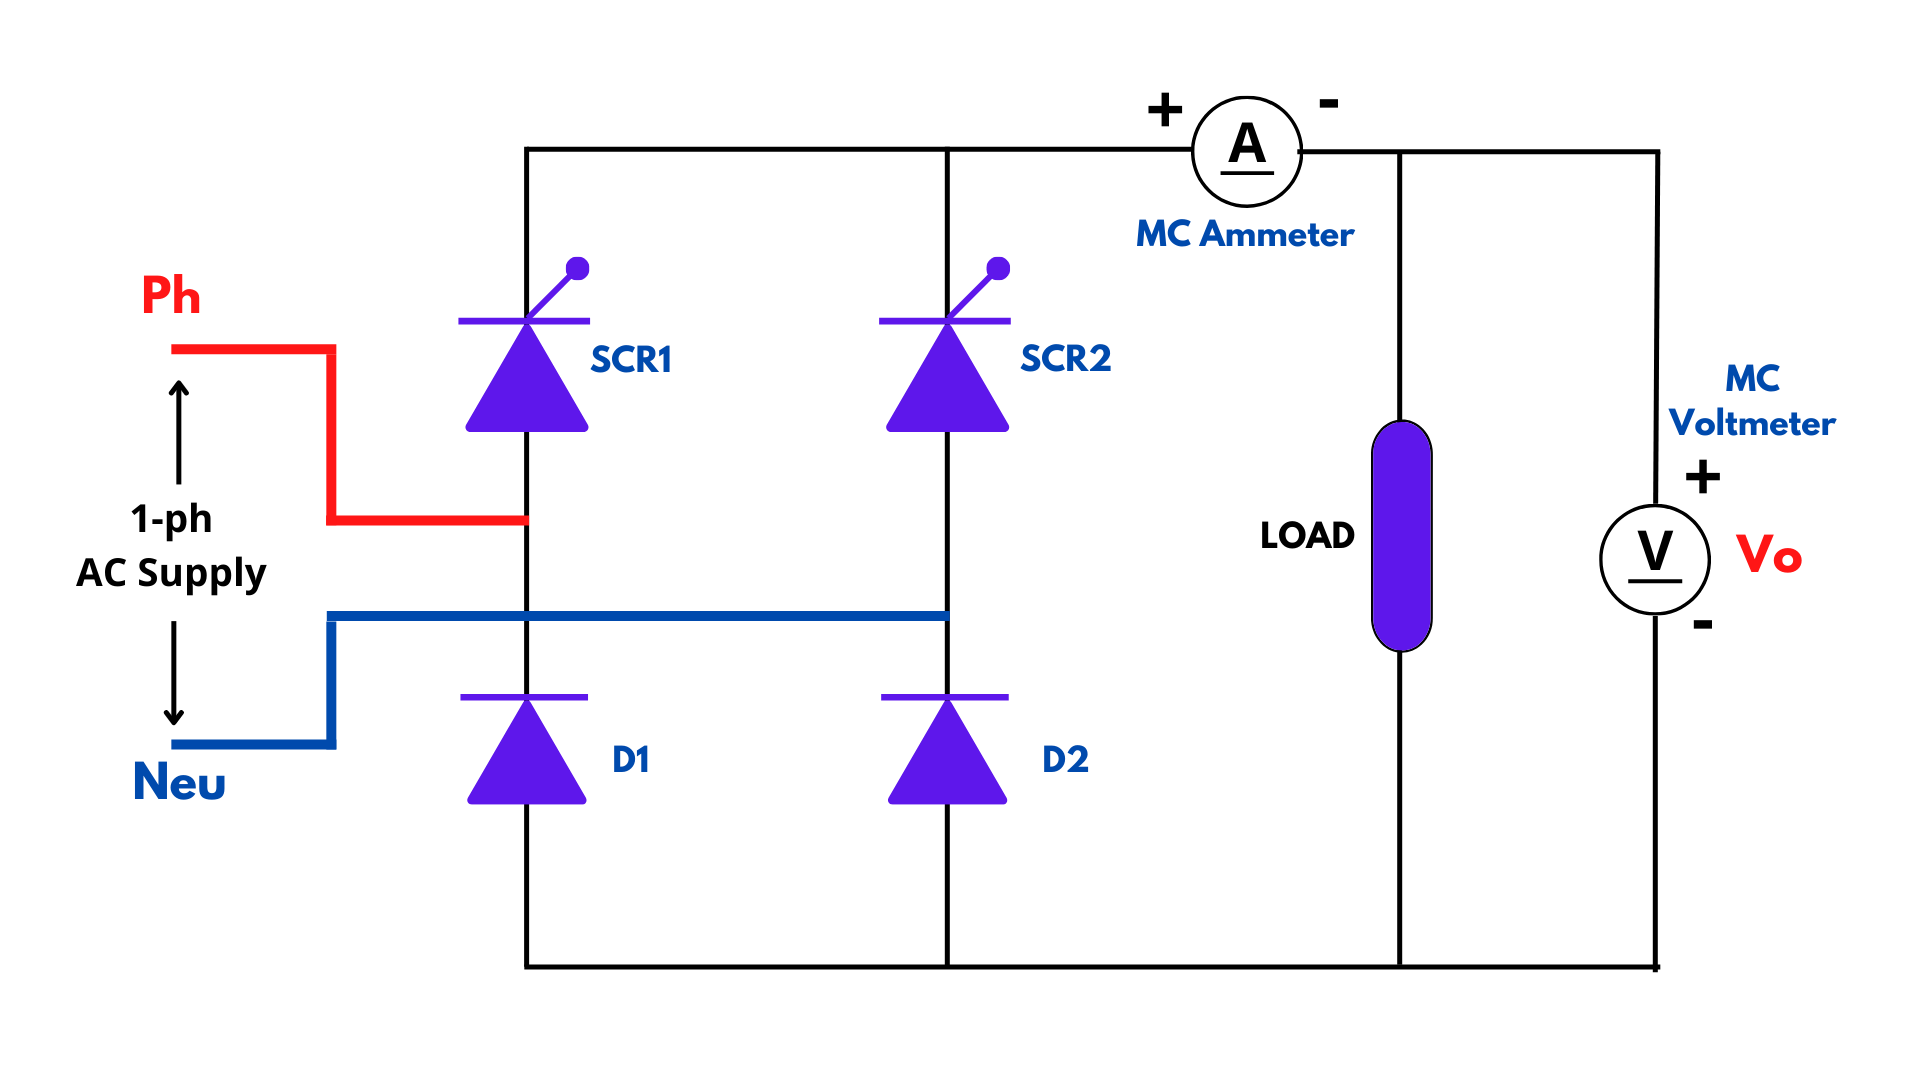 +
-
A
MC Ammeter
Ph
SCR1
SCR2
MC
Voltmeter
+
1-ph
AC Supply
LOAD
V
Vo
-
Neu
D1
D2